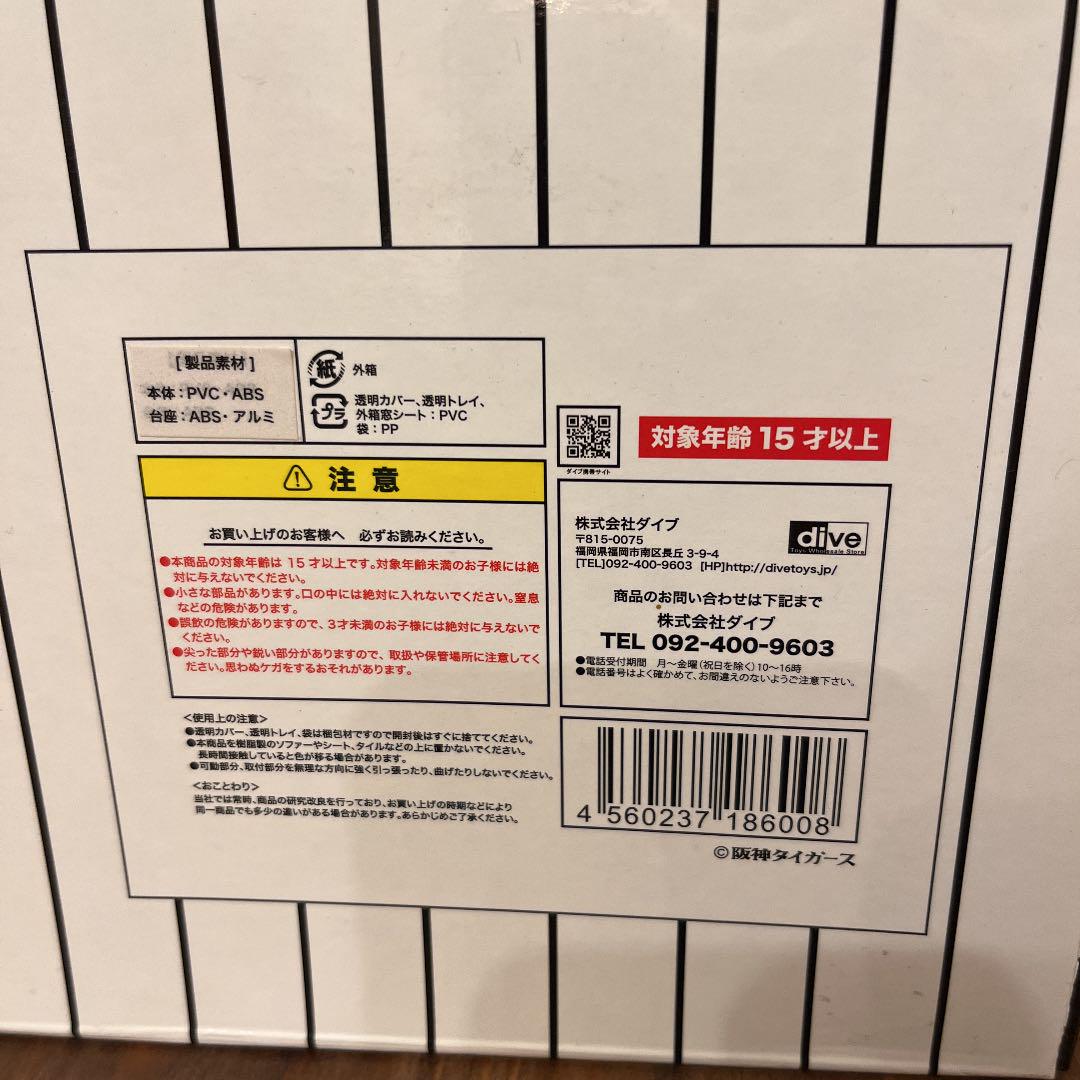 [製品素材]
本体：PVC・ABS
台座：ABS・アルミ
紙 外箱
プラ 透明カバー、透明トレイ、
外箱窓シート：PVC
袋：PP
ダイブ携帯サイト
対象年齢 15 才以上
注意
お買い上げのお客様へ 必ずお読みください。
●本商品の対象年齢は 15 才以上です。対象年齢未満のお子様には絶
対に与えないでください。
●小さな部品があります。口の中には絶対に入れないでください。窒息
などの危険があります。
●誤飲の危険がありますので、3才未満のお子様には絶対に与えないで
ください。
●尖った部分や鋭い部分がありますので、取扱や保管場所に注意してく
ださい。思わぬケガをするおそれがあります。
株式会社ダイブ
〒815-0075
福岡県福岡市南区長丘 3-9-4
[TEL]092-400-9603 [HP]http://divetoys.jp/
dive
Toys Wholesale Store
商品のお問い合わせは下記まで
株式会社ダイブ
TEL 092-400-9603
●電話受付期間 月～金曜（祝日を除く）10～16時
●電話番号はよく確かめて、お間違えのないようご注意下さい。
＜使用上の注意＞
●透明カバー、透明トレイ、袋は梱包材ですので開封後はすぐに捨ててください。
●本商品を樹脂製のソファーやシート、タイルなどの上に置かないでください。
長時間接触していると色が移る場合があります。
●可動部分、取付部分を無理な方向に強く引っ張ったり、曲げたりしないでください。
＜おことわり＞
当社では常時、商品の研究改良を行っており、お買い上げの時期などにより
同一商品でも多少の違いがある場合があります。あらかじめご了承ください。
4 560237 186008
©阪神タイガース